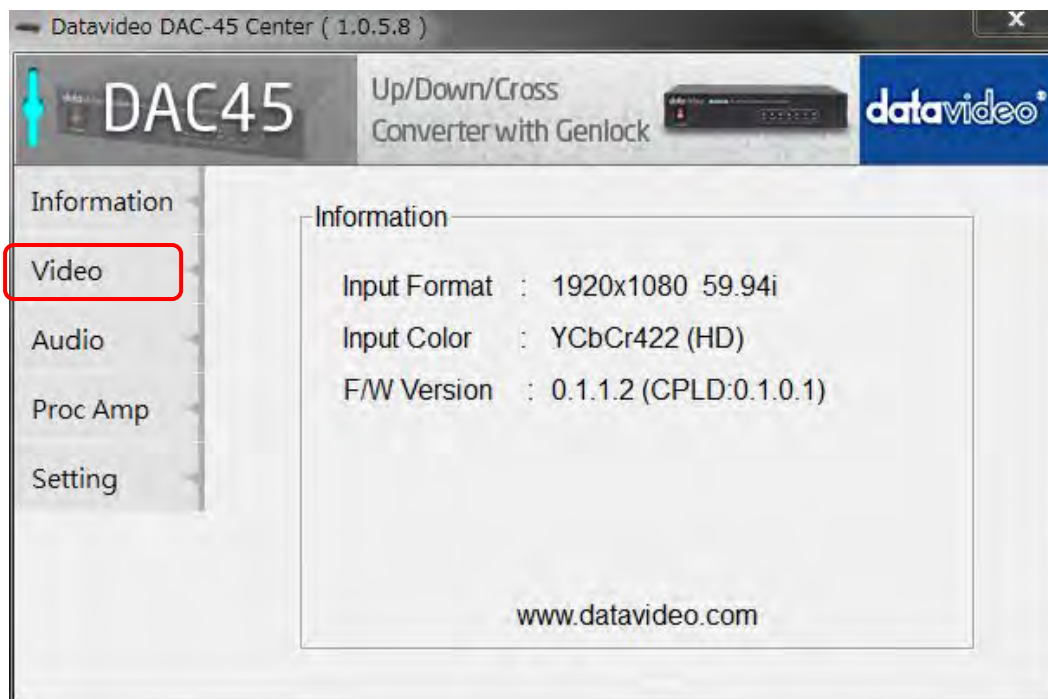 Datavideo DAC-45 Center ( 1.0.5.8 )
x
DAC45
Up/Down/Cross
Converter with Genlock
datavideo®
Information
Video
Audio
Proc Amp
Setting
Information
Input Format : 1920x1080 59.94i
Input Color : YCbCr422 (HD)
F/W Version : 0.1.1.2 (CPLD:0.1.0.1)
www.datavideo.com